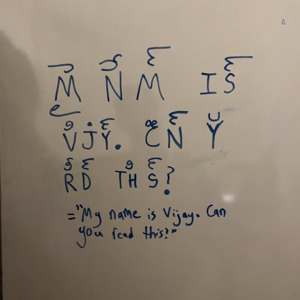 M N M IS
VJY. CN Y
RD THS?
="My name is Vijay. Can
you read this?"